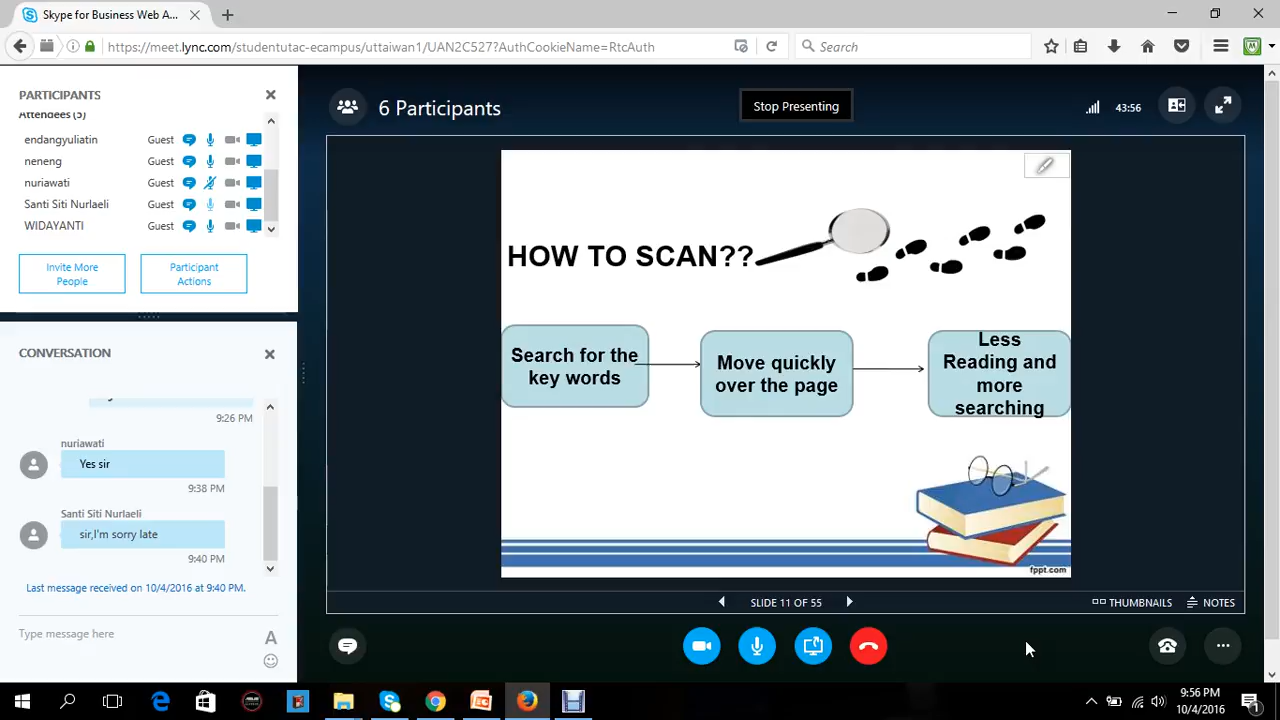 Skype for Business Web A...
https://meet.lync.com/studentutac-ecampus/uttaiwan1/UAN2C527?AuthCookieName=RtcAuth
Search
PARTICIPANTS
Attendees (5)
endangyuliatin Guest
neneng Guest
nuriawati Guest
Santi Siti Nurlaeli Guest
WIDAYANTI Guest
Invite More
People
Participant
Actions
CONVERSATION
9:26 PM
nuriawati
Yes sir
9:38 PM
Santi Siti Nurlaeli
sir,I'm sorry late
9:40 PM
Last message received on 10/4/2016 at 9:40 PM.
Type message here
6 Participants
Stop Presenting
43:56
HOW TO SCAN??
Search for the
key words
Move quickly
over the page
Less
Reading and
more
searching
fppt.com
SLIDE 11 OF 55
THUMBNAILS
NOTES
9:56 PM
10/4/2016